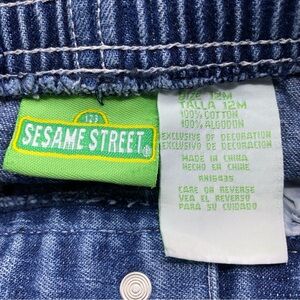 123
SESAME STREET
SIZE 12M
TALLA 12M
100% COTTON
100% ALGODON
EXCLUSIVE OF DECORATION
EXCLUSIVO DE DECORACION
MADE IN CHINA
HECHO EN CHINE
RN16435
CARE ON REVERSE
VEA EL REVERSO
PARA SU CUIDADO